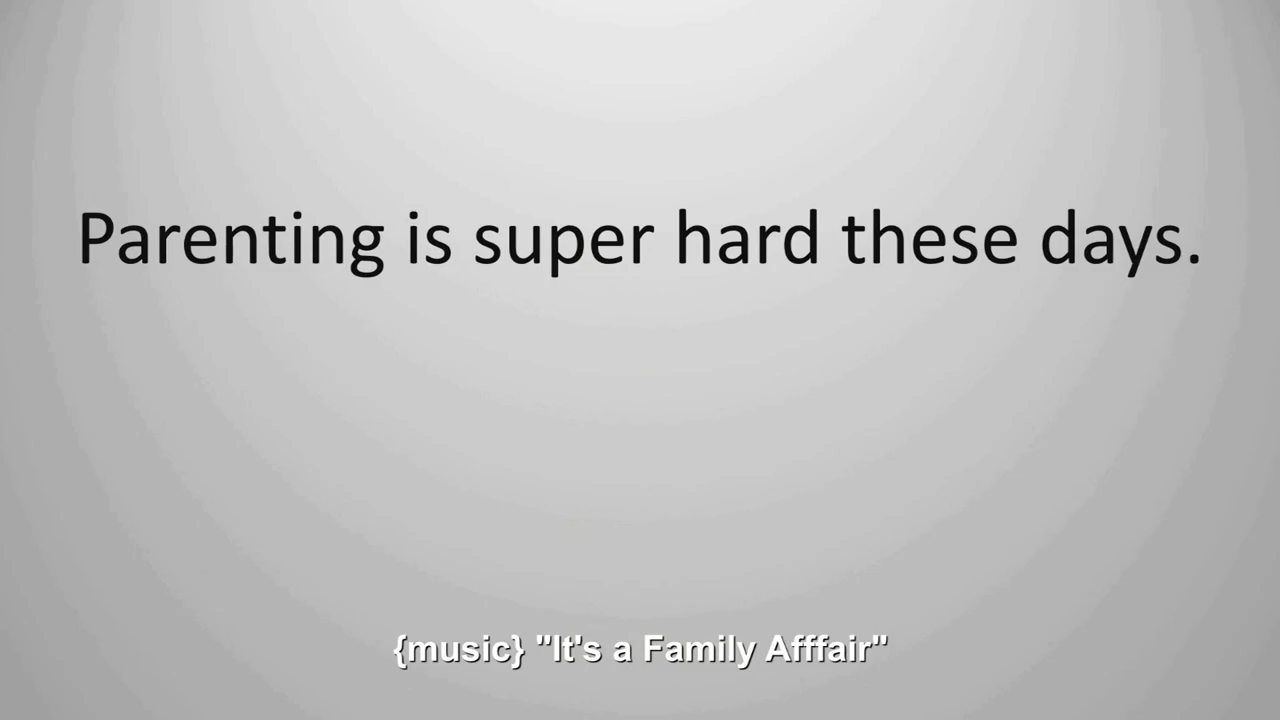 Parenting is super hard these days.
{music} "It's a Family Afffair"